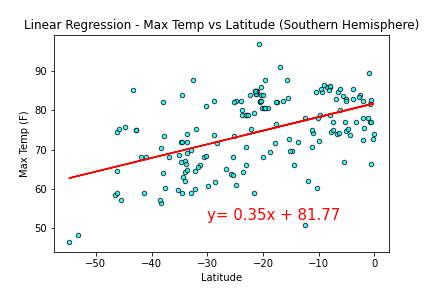 Linear Regression - Max Temp vs Latitude (Southern Hemisphere)
Max Temp (F)
90
80
70
60
50
y= 0.35x + 81.77
−50 −40 −30 −20 −10 0
Latitude